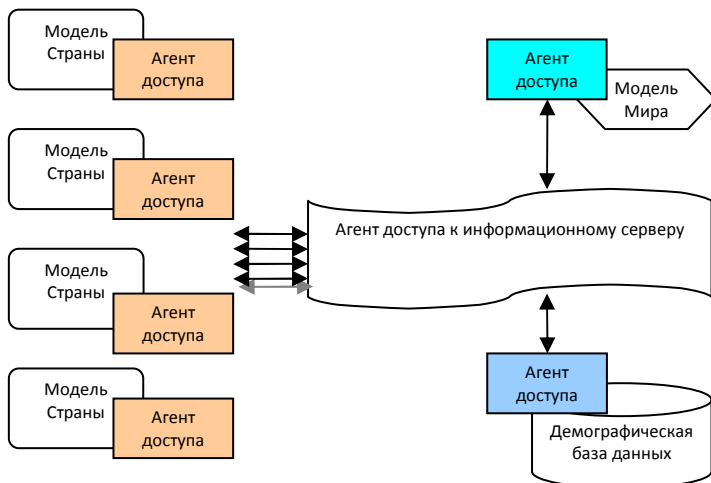 Модель
Страны
Агент
доступа
Модель
Страны
Агент
доступа
Модель
Страны
Агент
доступа
Модель
Страны
Агент
доступа
Агент
доступа
Модель
Мира
Агент доступа к информационному серверу
Агент
доступа
Демографическая
база данных